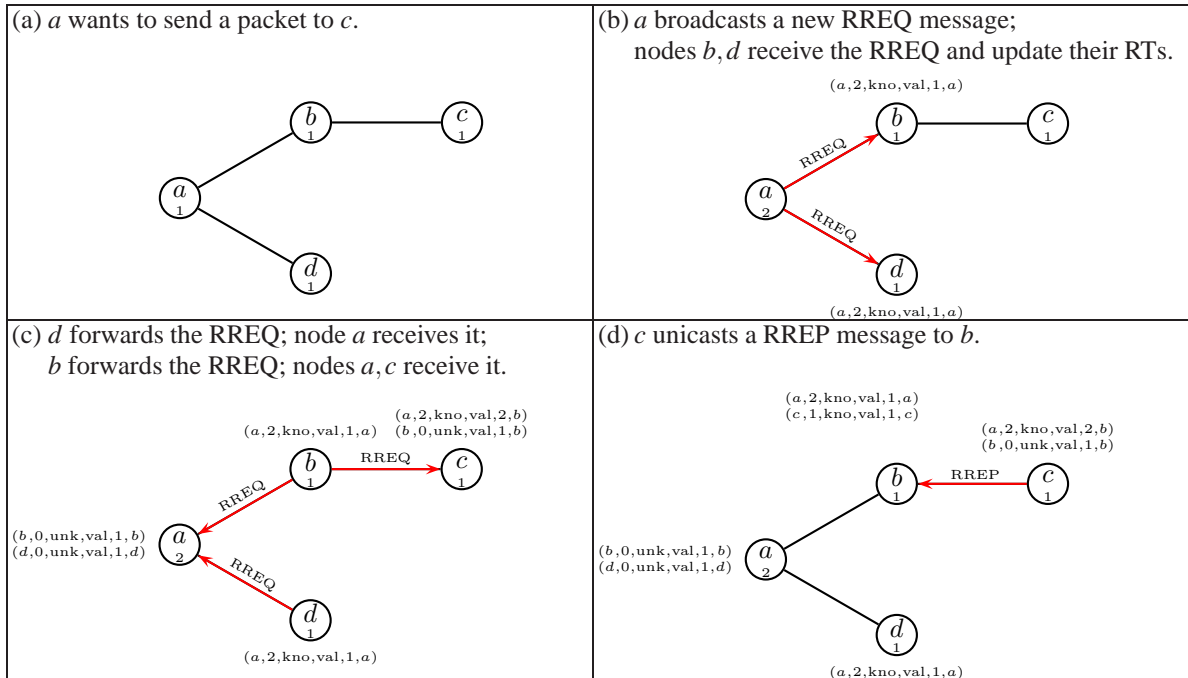 (a) a wants to send a packet to c.
b
1
c
1
a
1
d
1
(b) a broadcasts a new RREQ message;
nodes b,d receive the RREQ and update their RTs.
(a,2,kno,val,1,a)
b
1
c
1
RREQ
a
2
RREQ
d
1
(a,2,kno,val,1,a)
(c) d forwards the RREQ; node a receives it;
b forwards the RREQ; nodes a,c receive it.
(a,2,kno,val,2,b)
(a,2,kno,val,1,a) (b,0,unk,val,1,b)
b
1
RREQ
c
1
RREQ
(b,0,unk,val,1,b)
(d,0,unk,val,1,d)
a
2
RREQ
d
1
(a,2,kno,val,1,a)
(d) c unicasts a RREP message to b.
(a,2,kno,val,1,a)
(c,1,kno,val,1,c)
(a,2,kno,val,2,b)
(b,0,unk,val,1,b)
b
1
RREP
c
1
(b,0,unk,val,1,b)
(d,0,unk,val,1,d)
a
2
d
1
(a,2,kno,val,1,a)